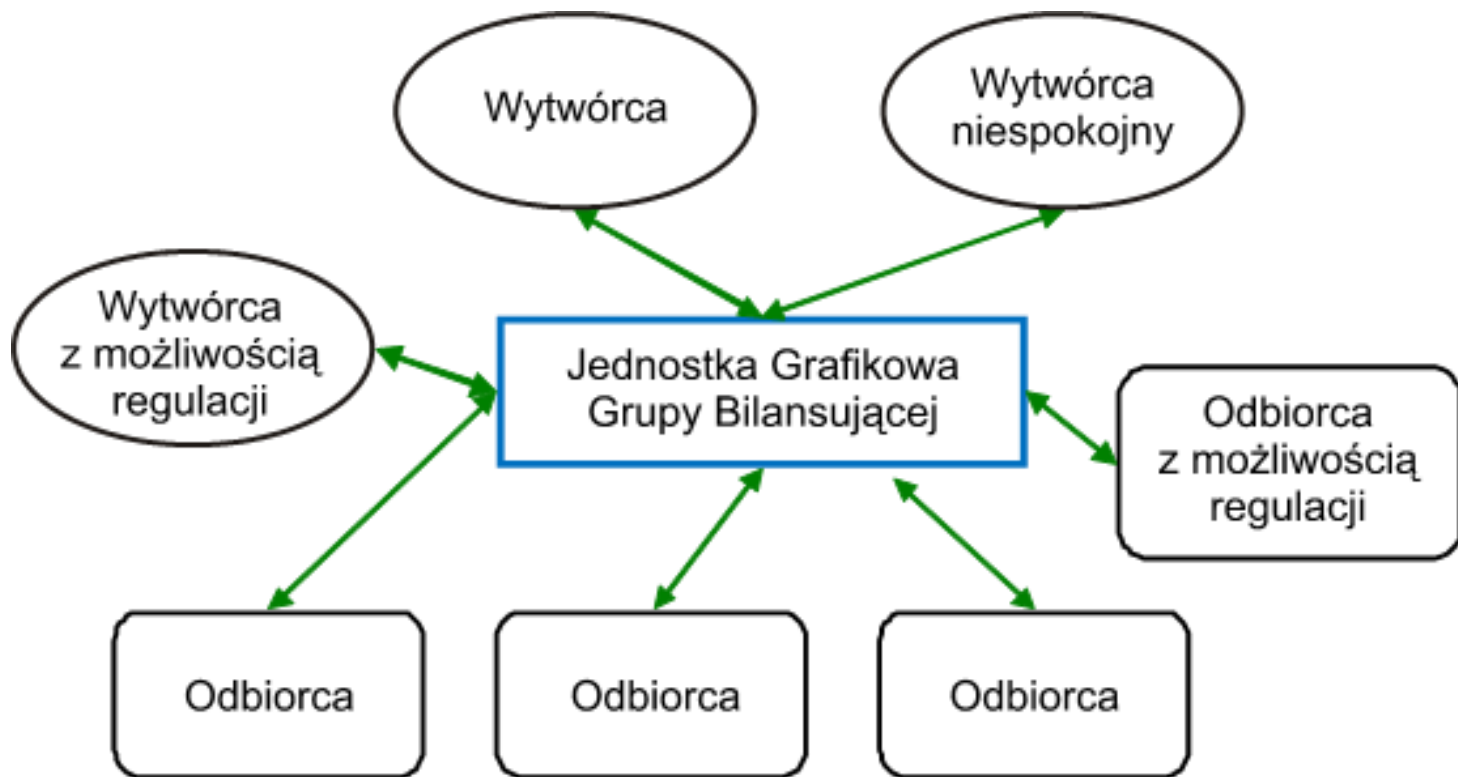 Wytwórca
Wytwórca
niespokojny
Wytwórca
z możliwością
regulacji
Jednostka Grafikowa
Grupy Bilansującej
Odbiorca
z możliwością
regulacji
Odbiorca
Odbiorca
Odbiorca